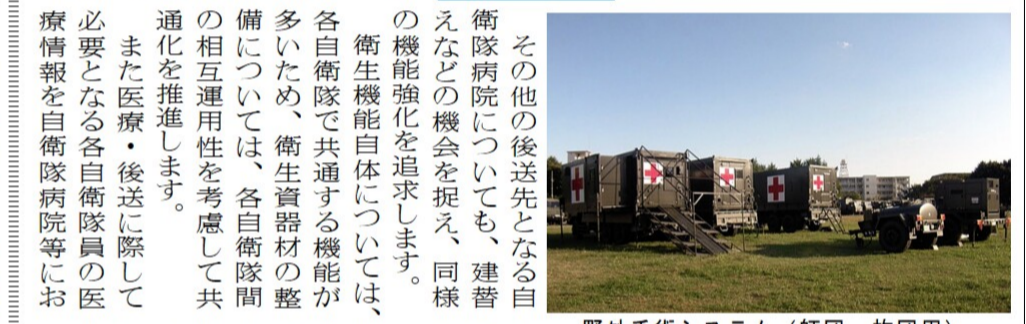 その他の後送先となる自
衛隊病院についても、建替
えなどの機会を捉え、同様
の機能強化を追求します。
衛生機能自体については、
各自衛隊で共通する機能が
多いため、衛生資器材の整
備については、各自衛隊間
の相互運用性を考慮して共
通化を推進します。
また医療・後送に際して
必要となる各自衛隊員の医
療情報を自衛隊病院等にお